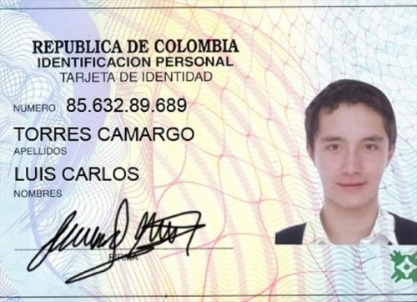 REPUBLICA DE COLOMBIA
IDENTIFICACION PERSONAL
TARJETA DE IDENTIDAD
NUMERO 85.632.89.689
TORRES CAMARGO
APELLIDOS
LUIS CARLOS
NOMBRES
FIRMA